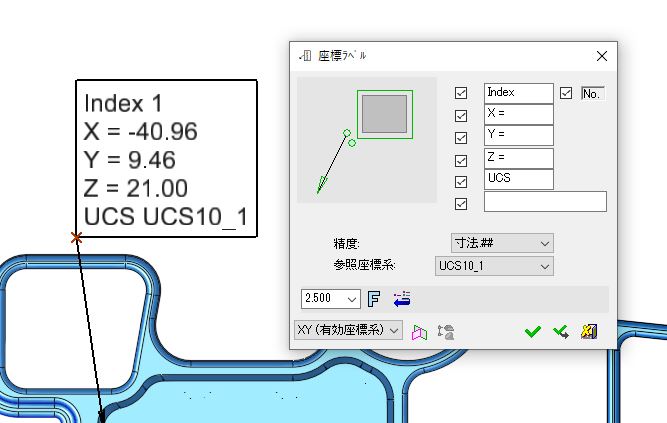 Index 1
X = -40.96
Y = 9.46
Z = 21.00
UCS UCS10_1
座標ﾗﾍﾞﾙ
Index
No.
X =
Y =
Z =
UCS
精度:
寸法.##
参照座標系:
UCS10_1
2.500
XY (有効座標系)